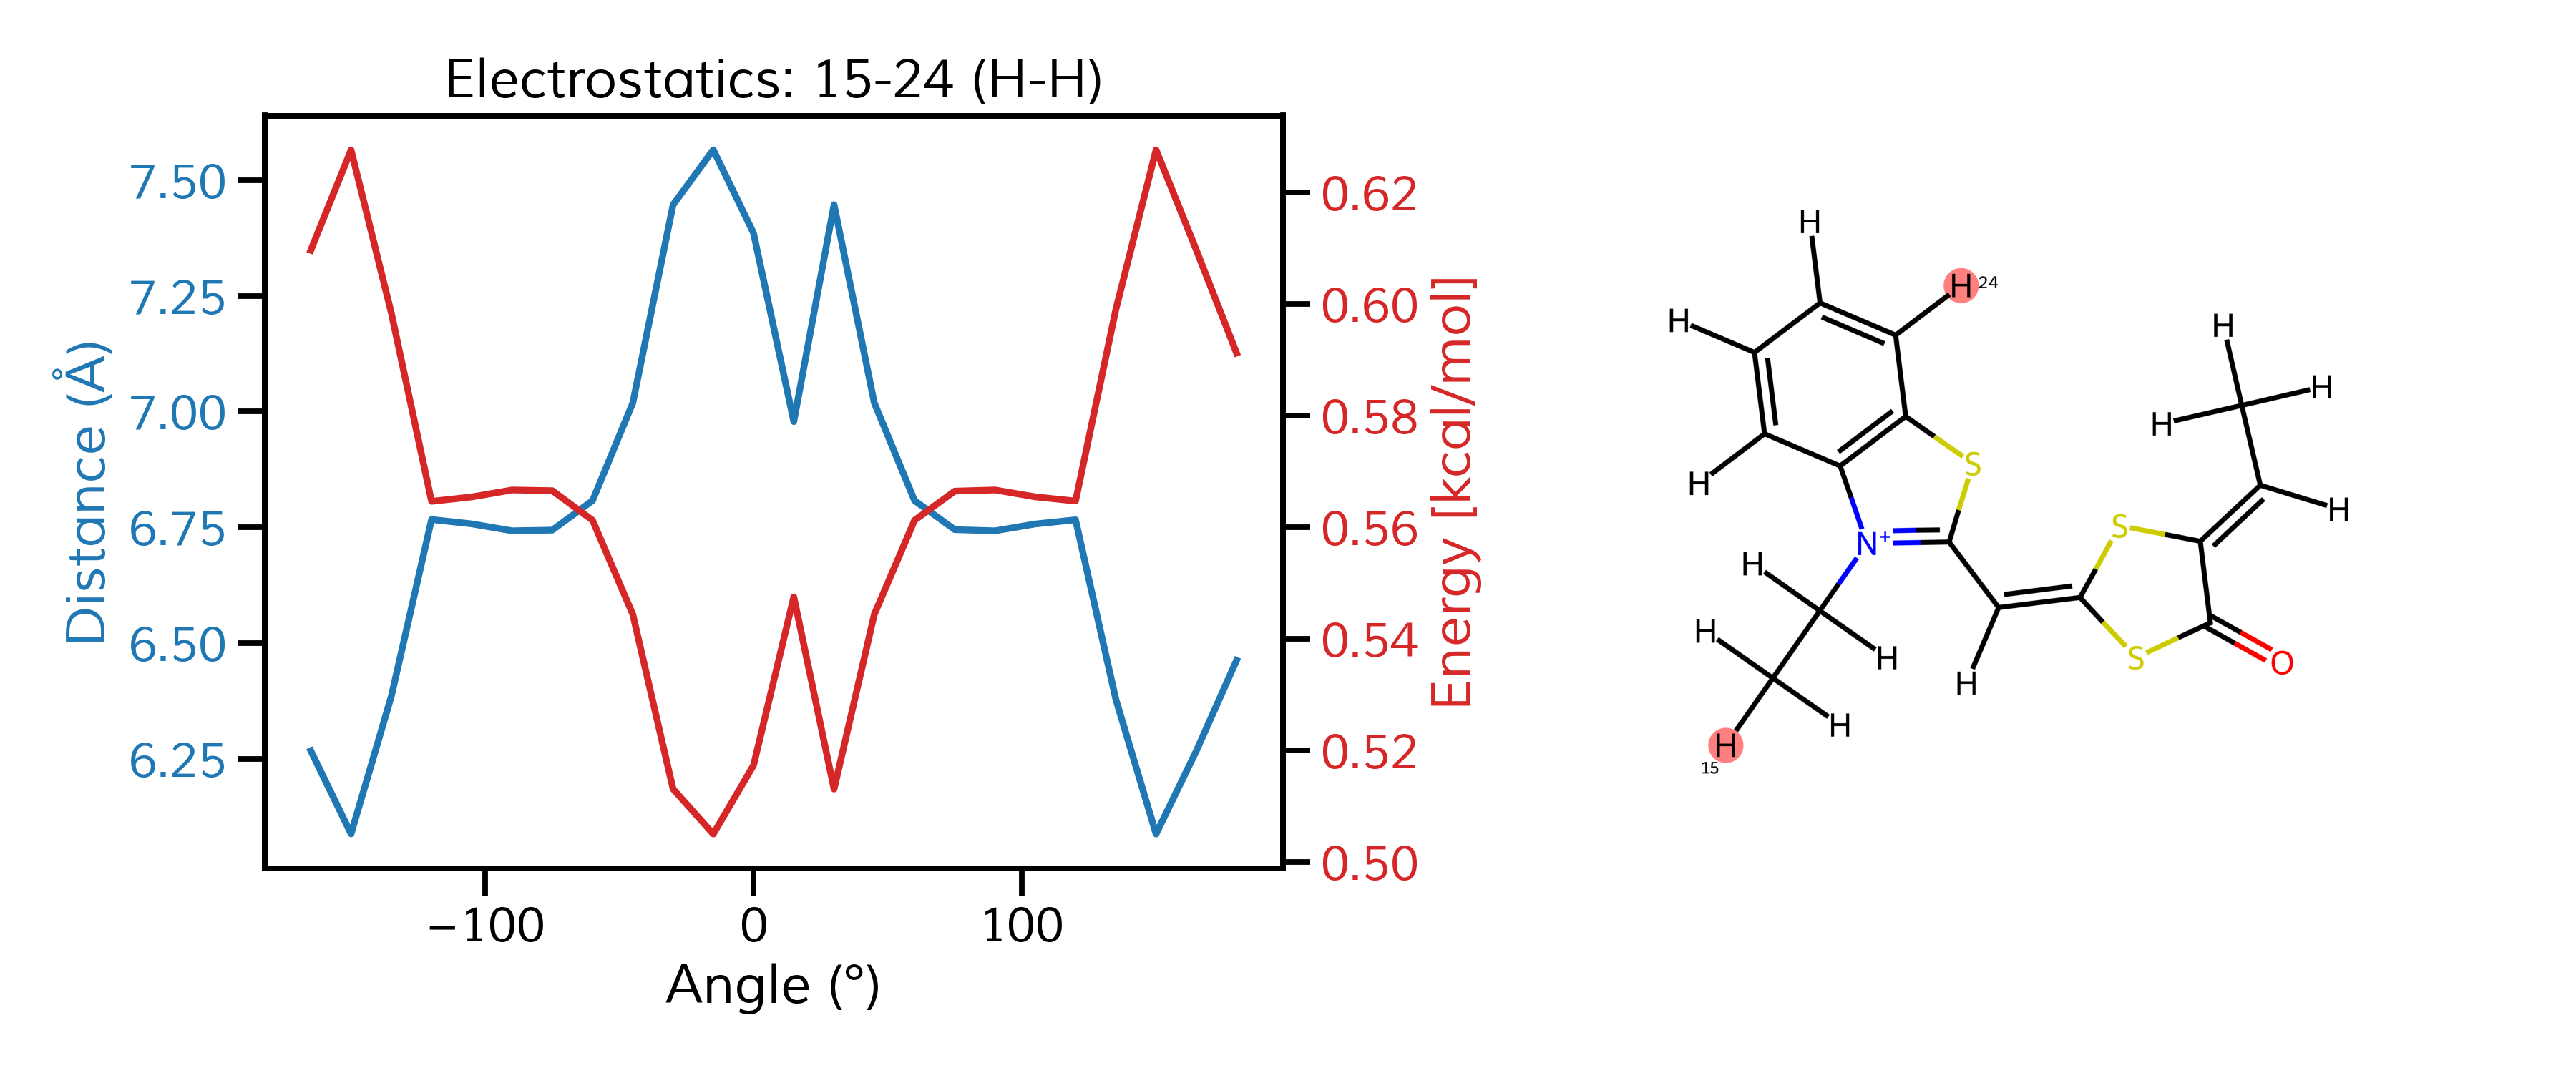 Electrostatics: 15-24 (H-H)
Distance (Å)
7.50
7.25
7.00
6.75
6.50
6.25
−100
0
100
Angle (°)
0.62
0.60
0.58
0.56
0.54
0.52
0.50
Energy [kcal/mol]
H
H 24
H
H
H
H
H
H
S
S
H
N+
H
H
H
S
O
H
H
H
15